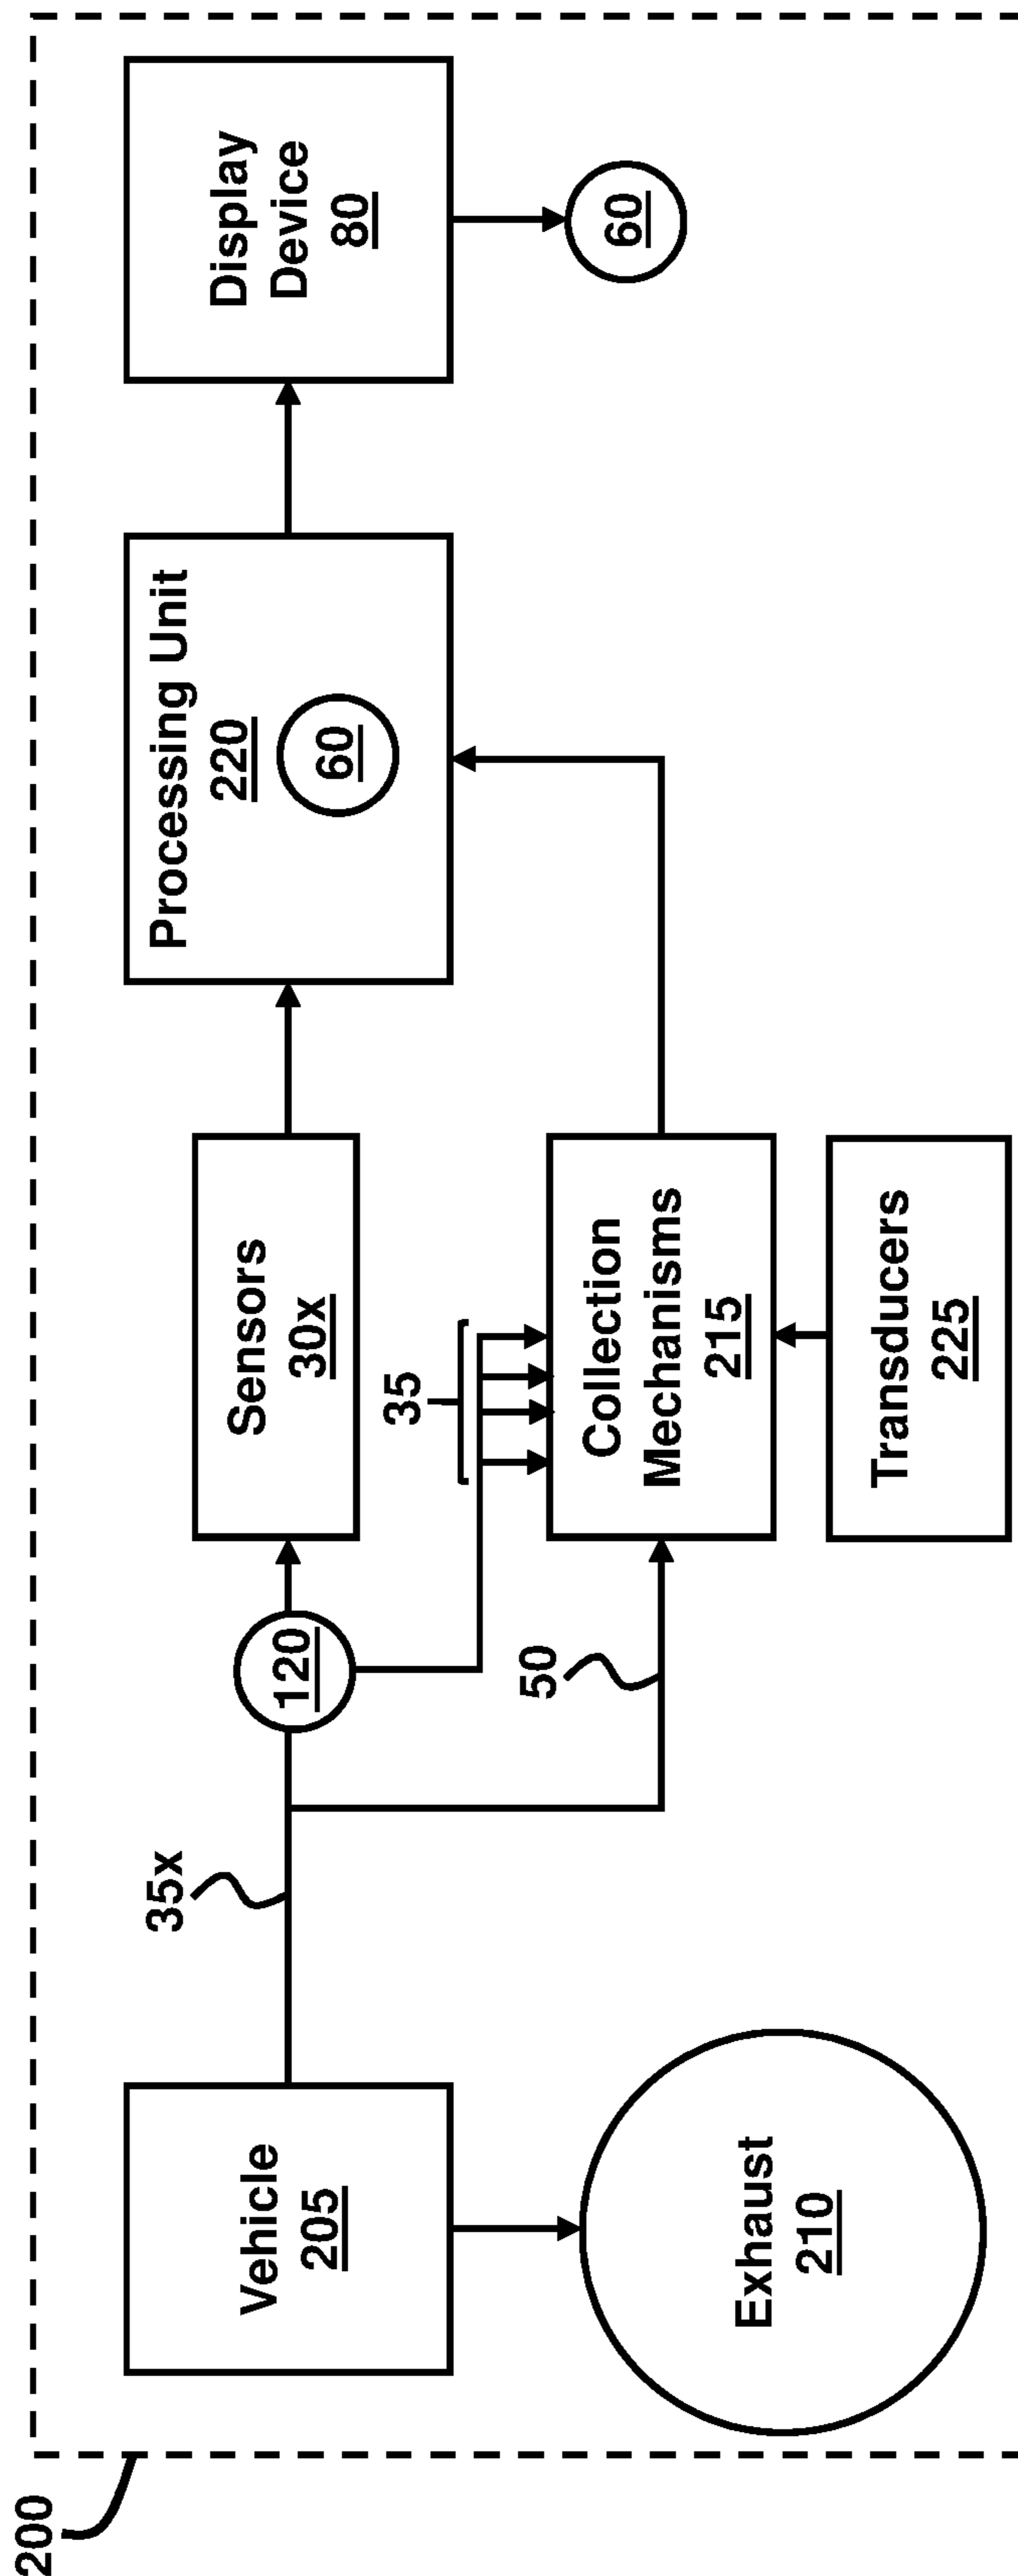 200
Vehicle
205
Exhaust
210
35x
120
50
35
Sensors
30x
Collection
Mechanisms
215
Transducers
225
Processing Unit
220
60
Display
Device
80
60